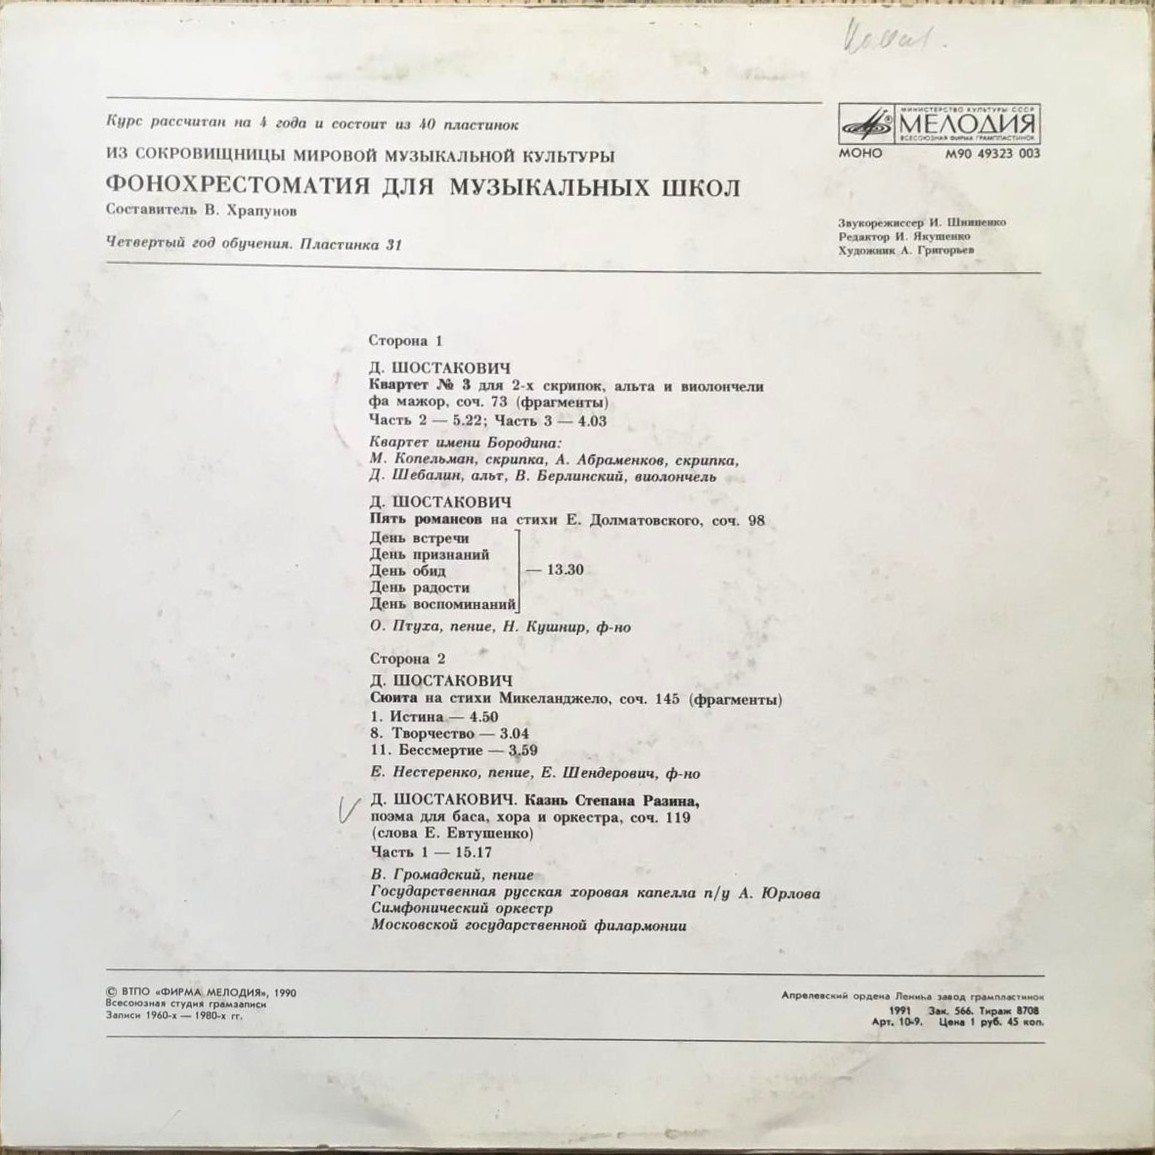 Курс рассчитан на 4 года и состоит из 40 пластинок
ИЗ СОКРОВИЩНИЦЫ МИРОВОЙ МУЗЫКАЛЬНОЙ КУЛЬТУРЫ
ФОНОХРЕСТОМАТИЯ ДЛЯ МУЗЫКАЛЬНЫХ ШКОЛ
Составитель В. Храпунов
Четвертый год обучения. Пластинка 31
МИНИСТЕРСТВО КУЛЬТУРЫ СССР
МЕЛОДИЯ
ВСЕСОЮЗНАЯ ФИРМА ГРАМПЛАСТИНОК
МОНО М90 49323 003
Звукорежиссер И. Шнипенко
Редактор И. Якушенко
Художник А. Григорьев
Сторона 1
Д. ШОСТАКОВИЧ
Квартет № 3 для 2-х скрипок, альта и виолончели
фа мажор, соч. 73 (фрагменты)
Часть 2 — 5.22; Часть 3 — 4.03
Квартет имени Бородина:
М. Копельман, скрипка, А. Абраменков, скрипка,
Д. Шебалин, альт, В. Берлинский, виолончель
Д. ШОСТАКОВИЧ
Пять романсов на стихи Е. Долматовского, соч. 98
День встречи
День признаний
День обид — 13.30
День радости
День воспоминаний
О. Птуха, пение, Н. Кушнир, ф-но
Сторона 2
Д. ШОСТАКОВИЧ
Сюита на стихи Микеланджело, соч. 145 (фрагменты)
1. Истина — 4.50
8. Творчество — 3.04
11. Бессмертие — 3.59
Е. Нестеренко, пение, Е. Шендерович, ф-но
Д. ШОСТАКОВИЧ. Казнь Степана Разина,
поэма для баса, хора и оркестра, соч. 119
(слова Е. Евтушенко)
Часть 1 — 15.17
В. Громадский, пение
Государственная русская хоровая капелла п/у А. Юрлова
Симфонический оркестр
Московской государственной филармонии
© ВТПО «ФИРМА МЕЛОДИЯ», 1990
Всесоюзная студия грамзаписи
Записи 1960-х — 1980-х гг.
Апрелевский ордена Ленина завод грампластинок
1991 Зак. 566. Тираж 8708
Арт. 10-9. Цена 1 руб. 45 коп.